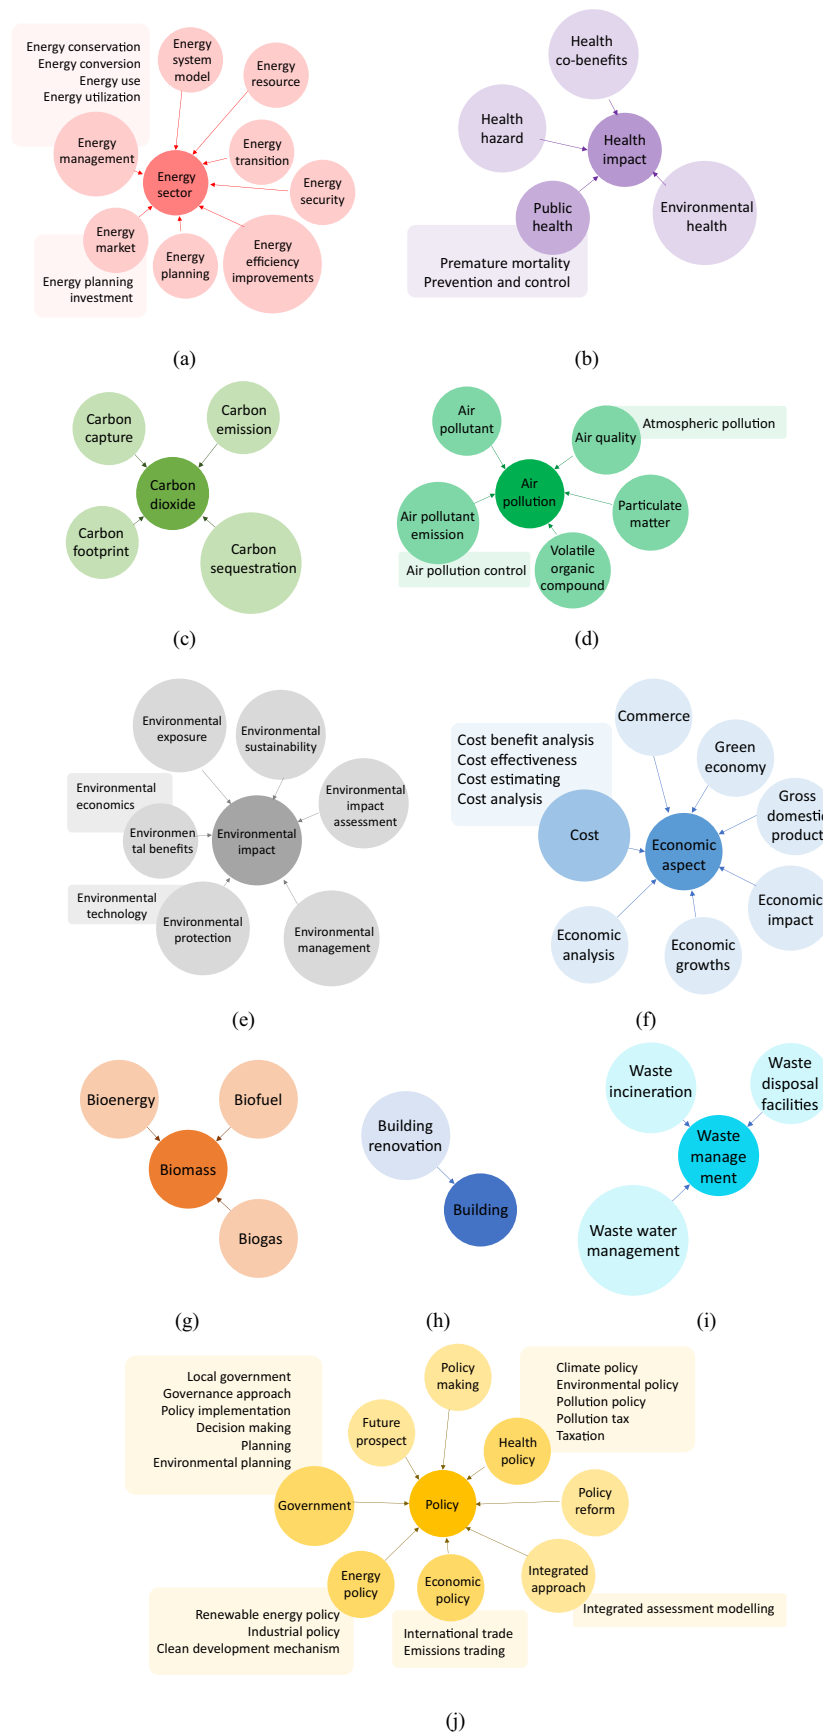 Energy conservation
Energy conversion
Energy use
Energy utilization
Energy
system
model
Energy
resource
Energy
management
Energy
transition
Energy
sector
Energy
security
Energy
market
Energy
planning
Energy
efficiency
improvements
Energy planning
investment
(a)
Health
co-benefits
Health
hazard
Health
impact
Public
health
Environmental
health
Premature mortality
Prevention and control
(b)
Carbon
capture
Carbon
emission
Carbon
dioxide
Carbon
footprint
Carbon
sequestration
(c)
Air
pollutant
Air quality
Atmospheric pollution
Air
pollution
Air pollutant
emission
Particulate
matter
Air pollution control
Volatile
organic
compound
(d)
Environmental
exposure
Environmental
sustainability
Environmental
economics
Environmental
impact
assessment
Environmen
tal benefits
Environmental
impact
Environmental
technology
Environmental
protection
Environmental
management
(e)
Cost benefit analysis
Cost effectiveness
Cost estimating
Cost analysis
Commerce
Green
economy
Gross
domestic
product
Cost
Economic
aspect
Economic
impact
Economic
analysis
Economic
growths
(f)
Bioenergy
Biofuel
Biomass
Biogas
(g)
Building
renovation
Building
(h)
Waste
incineration
Waste
disposal
facilities
Waste
manage
ment
Waste water
management
(i)
Local government
Governance approach
Policy implementation
Decision making
Planning
Environmental planning
Policy
making
Climate policy
Environmental policy
Pollution policy
Pollution tax
Taxation
Future
prospect
Health
policy
Government
Policy
Policy
reform
Energy
policy
Economic
policy
Integrated
approach
Renewable energy policy
Industrial policy
Clean development mechanism
International trade
Emissions trading
Integrated assessment modelling
(j)